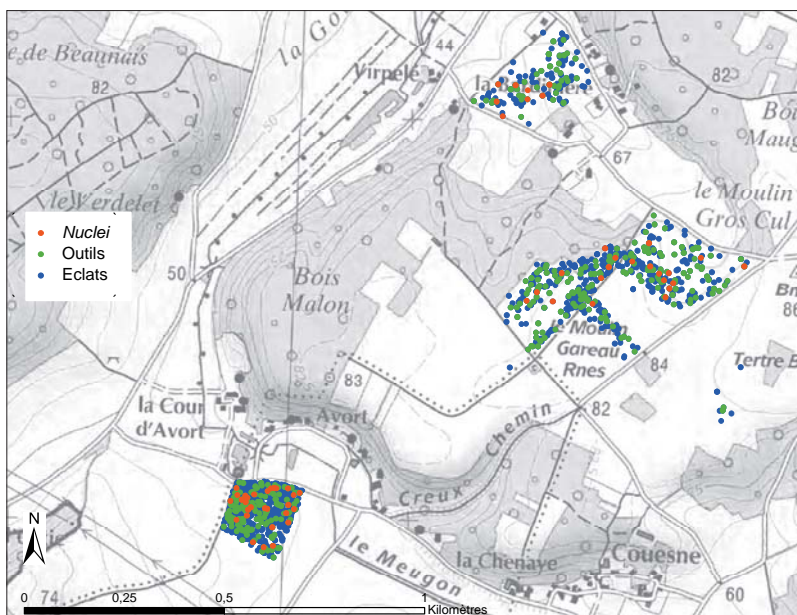 e de Beaunais
82
la Go
44
Virpelé
82
Boi
Maug
67
le Verdelet
le Moulin
Gros Cul
Nuclei
Outils
Eclats
50
Bois
Malon
Bn
86
le Moulin
Gareau
Rnes
84
Tertre B
83
82
la Cour
d'Avort
Avort
Creux Chemin
N
le Meugon
la Chenaye
Couesne
74
60
0 0,25 0,5 1
Kilomètres